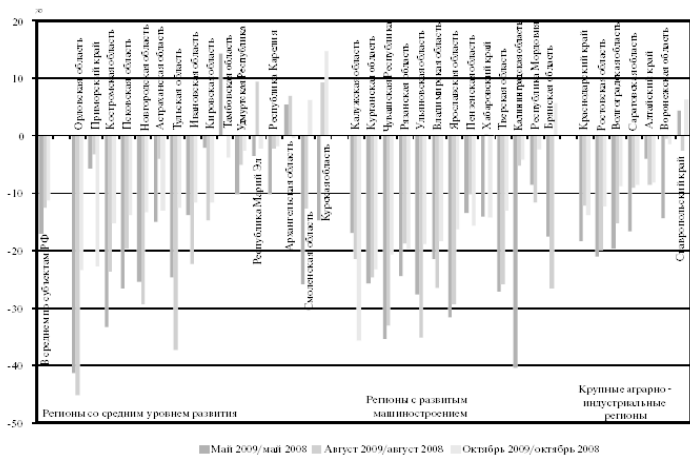 %
20
10
0
-10
-20
-30
-40
-50
В среднем по субъектам РФ
Орловская область
Приморский край
Костромская область
Псковская область
Новгородская область
Астраханская область
Тульская область
Ивановская область
Кировская область
Тамбовская область
Удмуртская Республика
Республика Марий Эл
Республика Карелия
Архангельская область
Смоленская область
Курская область
Калужская область
Курганская область
Чувашская Республика
Рязанская область
Ульяновская область
Владимирская область
Ярославская область
Пензенская область
Хабаровский край
Тверская область
Калининградская область
Республика Мордовия
Брянская область
Краснодарский край
Ростовская область
Волгоградская область
Саратовская область
Алтайский край
Воронежская область
Ставропольский край
Регионы со средним уровнем развития
Регионы с развитым
машиностроением
Крупные аграрно-
индустриальные
регионы
Май 2009/май 2008 Август 2009/август 2008 Октябрь 2009/октябрь 2008